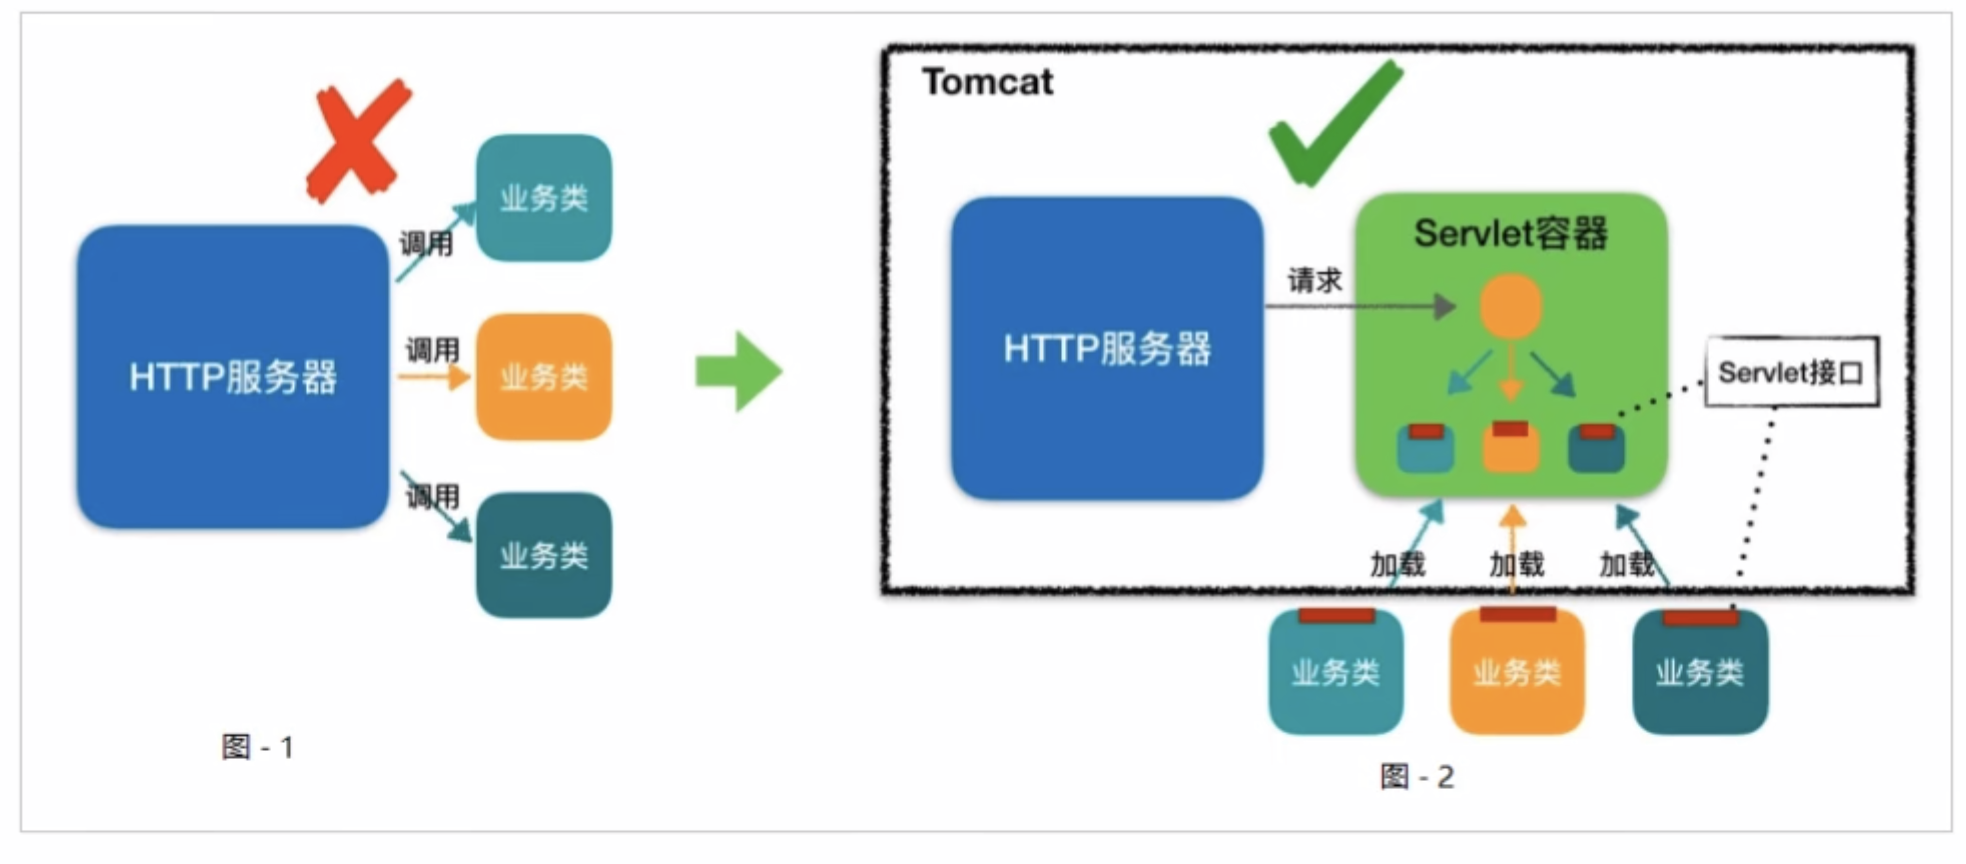 业务类
调用
HTTP服务器
调用
业务类
调用
业务类
图 - 1
Tomcat
Servlet容器
请求
HTTP服务器
Servlet接口
加载
加载
加载
业务类
业务类
业务类
图 - 2